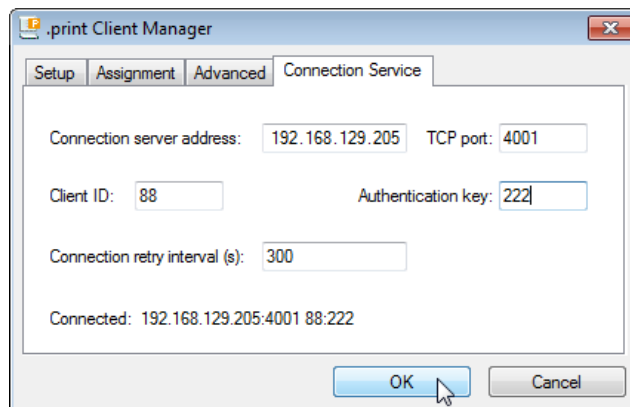 .print Client Manager
Setup Assignment Advanced Connection Service
Connection server address: 192.168.129.205 TCP port: 4001
Client ID: 88 Authentication key: 222
Connection retry interval (s): 300
Connected: 192.168.129.205:4001 88:222
OK Cancel